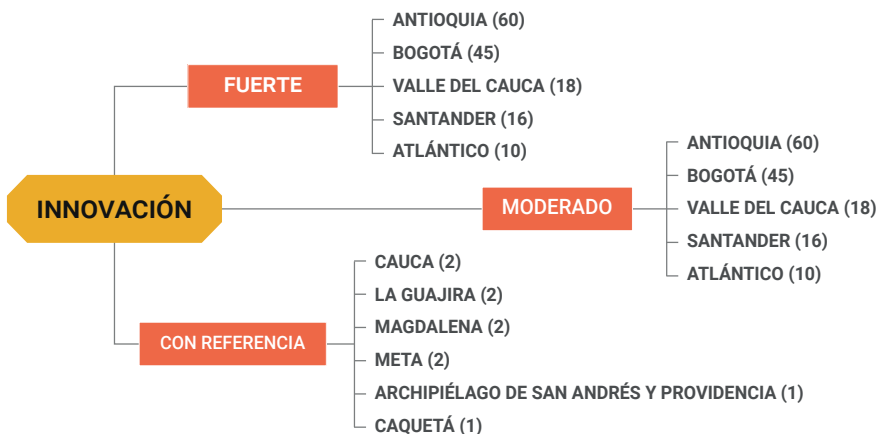 INNOVACIÓN
FUERTE
ANTIOQUIA (60)
BOGOTÁ (45)
VALLE DEL CAUCA (18)
SANTANDER (16)
ATLÁNTICO (10)
MODERADO
ANTIOQUIA (60)
BOGOTÁ (45)
VALLE DEL CAUCA (18)
SANTANDER (16)
ATLÁNTICO (10)
CON REFERENCIA
CAUCA (2)
LA GUAJIRA (2)
MAGDALENA (2)
META (2)
ARCHIPIÉLAGO DE SAN ANDRÉS Y PROVIDENCIA (1)
CAQUETÁ (1)